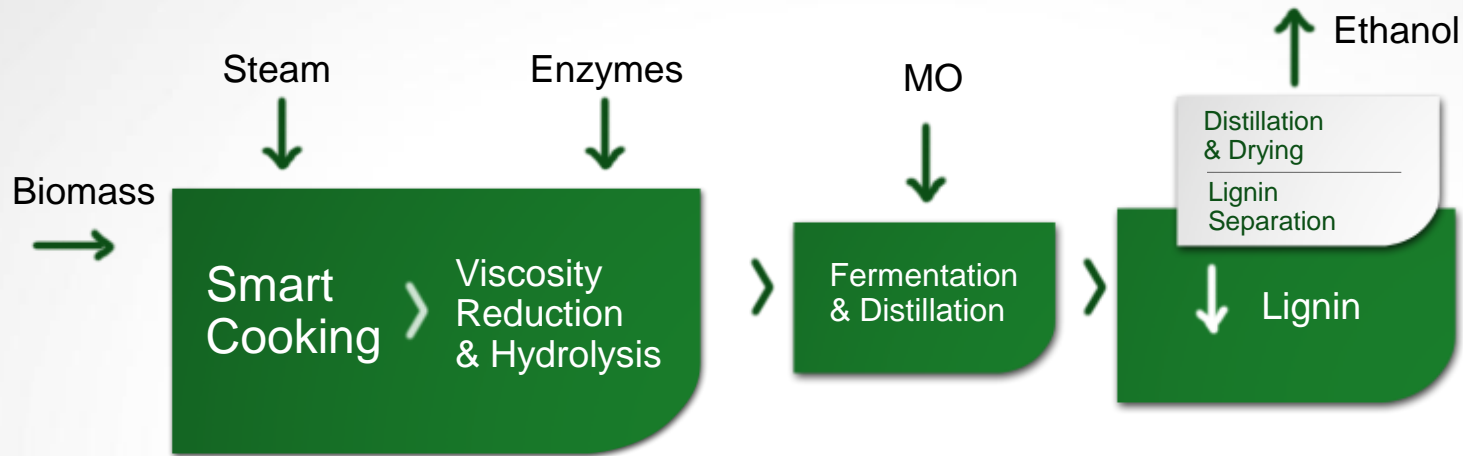 Biomass
Steam
Enzymes
Smart
Cooking
Viscosity
Reduction
& Hydrolysis
MO
Fermentation
& Distillation
Ethanol
Distillation
& Drying
Lignin
Separation
Lignin